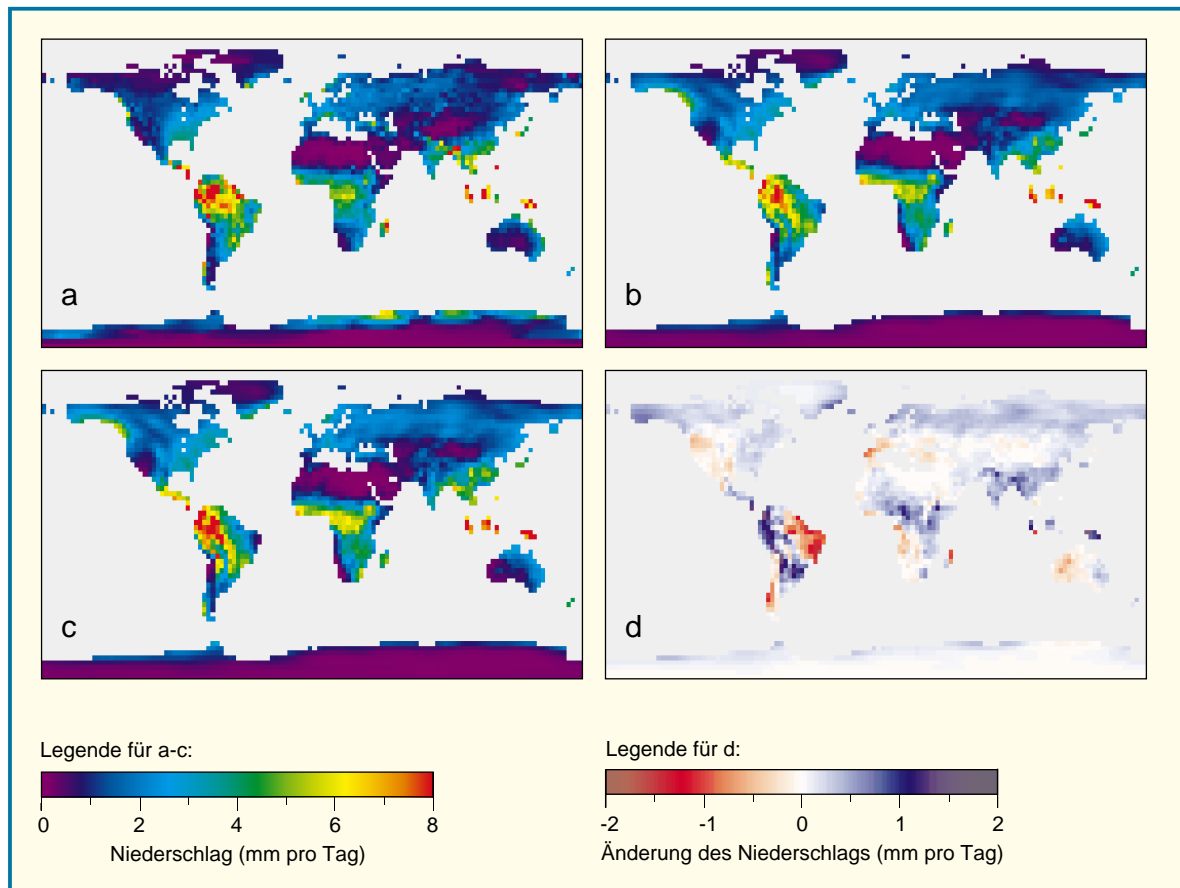 a
b
c
d
Legende für a-c:
0 2 4 6 8
Niederschlag (mm pro Tag)
Legende für d:
-2 -1 0 1 2
Änderung des Niederschlags (mm pro Tag)